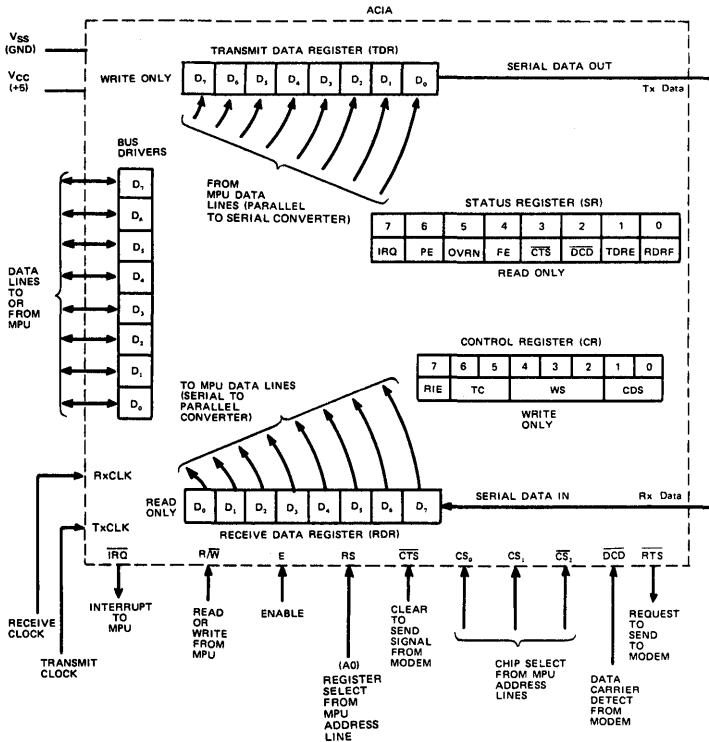 ACIA
VSS
(GND)
VCC
(+5)
TRANSMIT DATA REGISTER (TDR)
WRITE ONLY
D7 D6 D5 D4 D3 D2 D1 D0
SERIAL DATA OUT
Tx Data
BUS
DRIVERS
D7
D6
D5
D4
D3
D2
D1
D0
DATA
LINES
TO
OR
FROM
MPU
FROM
MPU DATA
LINES (PARALLEL
TO SERIAL CONVERTER)
STATUS REGISTER (SR)
7 6 5 4 3 2 1 0
IRQ PE OVRN FE CTS DCD TDRE RDRF
READ ONLY
CONTROL REGISTER (CR)
7 6 5 4 3 2 1 0
RIE TC WS CDS
WRITE
ONLY
TO MPU DATA LINES
(SERIAL TO
PARALLEL
CONVERTER)
RxCLK
READ
ONLY
D0 D1 D2 D3 D4 D5 D6 D7
SERIAL DATA IN
Rx Data
RECEIVE DATA REGISTER (RDR)
TxCLK
IRQ R/W E RS CTS CS0 CS1 CS2 DCD RTS
RECEIVE
CLOCK
TRANSMIT
CLOCK
INTERRUPT
TO
MPU
READ
OR
WRITE
FROM
MPU
ENABLE
(A0)
REGISTER
SELECT
FROM
MPU
ADDRESS
LINE
CLEAR
TO
SEND
SIGNAL
FROM
MODEM
CHIP SELECT
FROM MPU
ADDRESS
LINES
DATA
CARRIER
DETECT
FROM
MODEM
REQUEST
TO
SEND
TO
MODEM